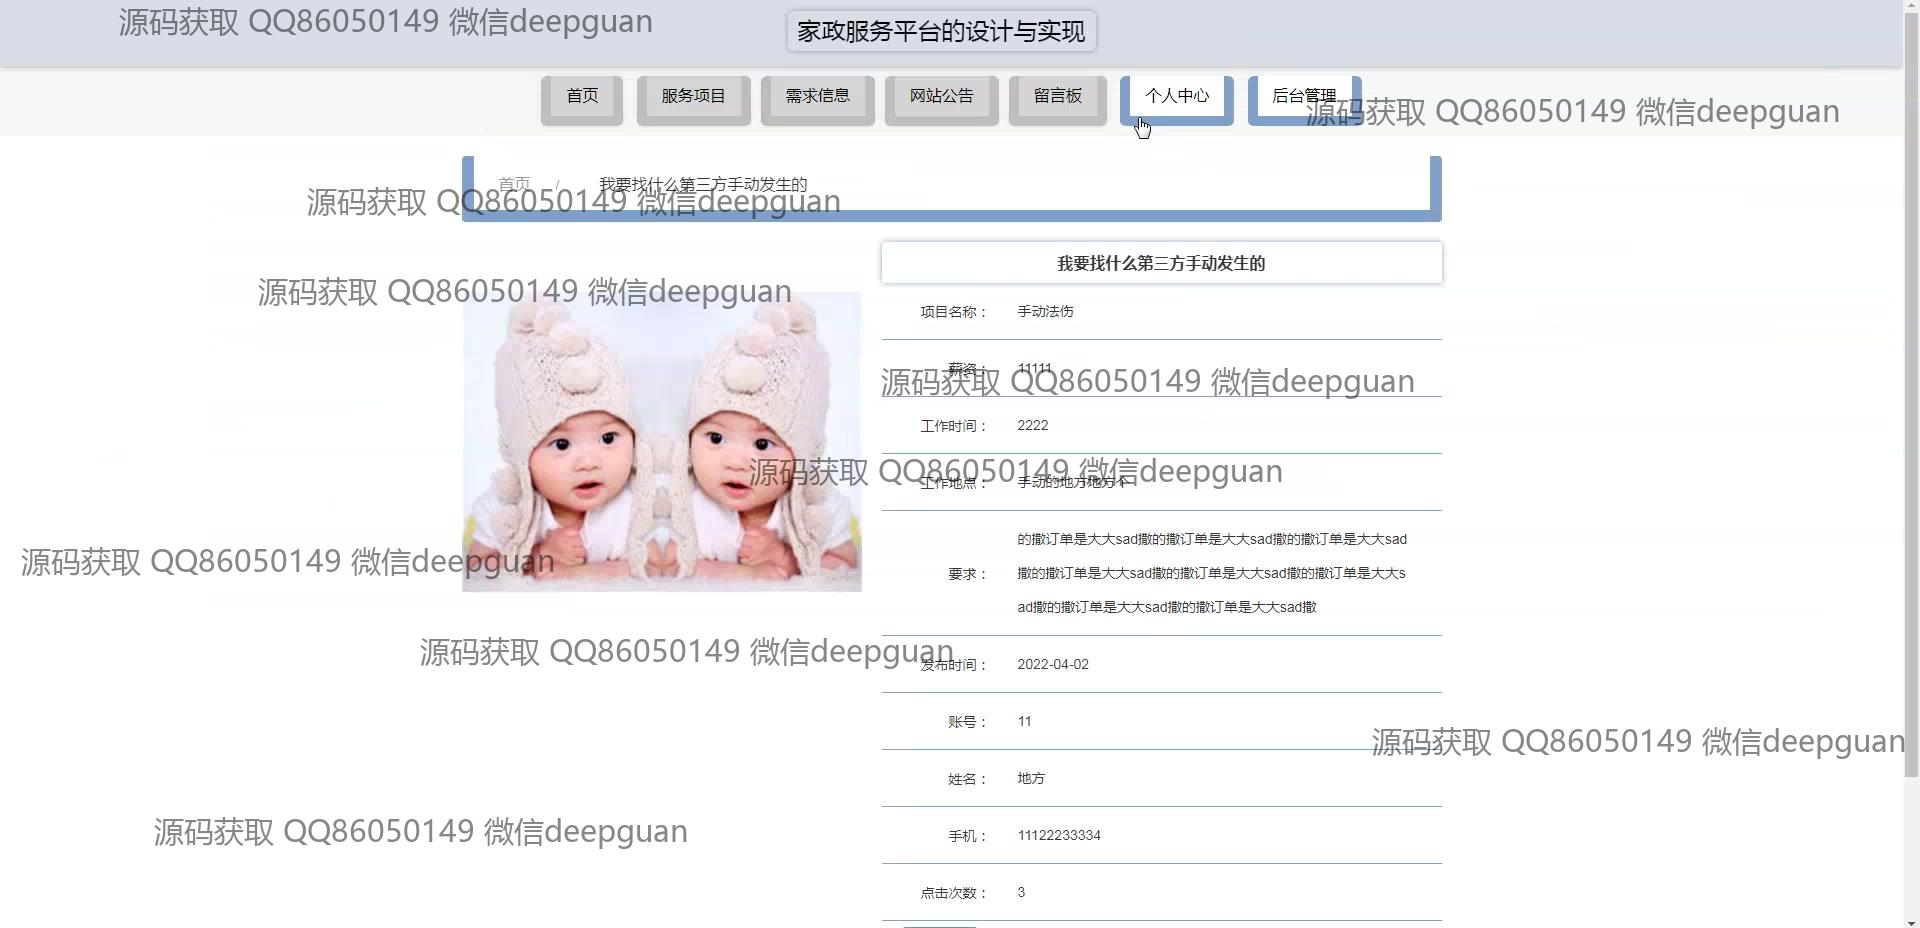 源码获取 QQ86050149 微信deepguan
家政服务平台的设计与实现
首页
服务项目
需求信息
网站公告
留言板
个人中心
后台管理
源码获取 QQ86050149 微信deepguan
首页 / 我要找什么第三方手动发生的
源码获取 QQ86050149 微信deepguan
我要找什么第三方手动发生的
源码获取 QQ86050149 微信deepguan
项目名称： 手动法伤
薪资： 11111
源码获取 QQ86050149 微信deepguan
工作时间： 2222
源码获取 QQ86050149 微信deepguan
工作地点： 手动的地方地方个
的撒订单是大大sad撒的撒订单是大大sad撒的撒订单是大大sad
要求： 撒的撒订单是大大sad撒的撒订单是大大sad撒的撒订单是大大s
ad撒的撒订单是大大sad撒的撒订单是大大sad撒
源码获取 QQ86050149 微信deepguan
源码获取 QQ86050149 微信deepguan
发布时间： 2022-04-02
账号： 11
源码获取 QQ86050149 微信deepguan
姓名： 地方
源码获取 QQ86050149 微信deepguan
手机： 11122233334
点击次数： 3